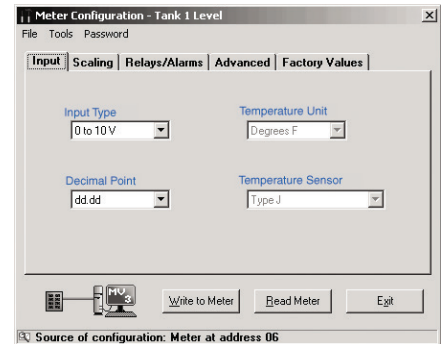 Meter Configuration - Tank 1 Level
File Tools Password
Input Scaling Relays/Alarms Advanced Factory Values
Input Type Temperature Unit
0 to 10 V Degrees F
Decimal Point Temperature Sensor
dd.dd Type J
MV 3 Write to Meter Read Meter Exit
Source of configuration: Meter at address 06